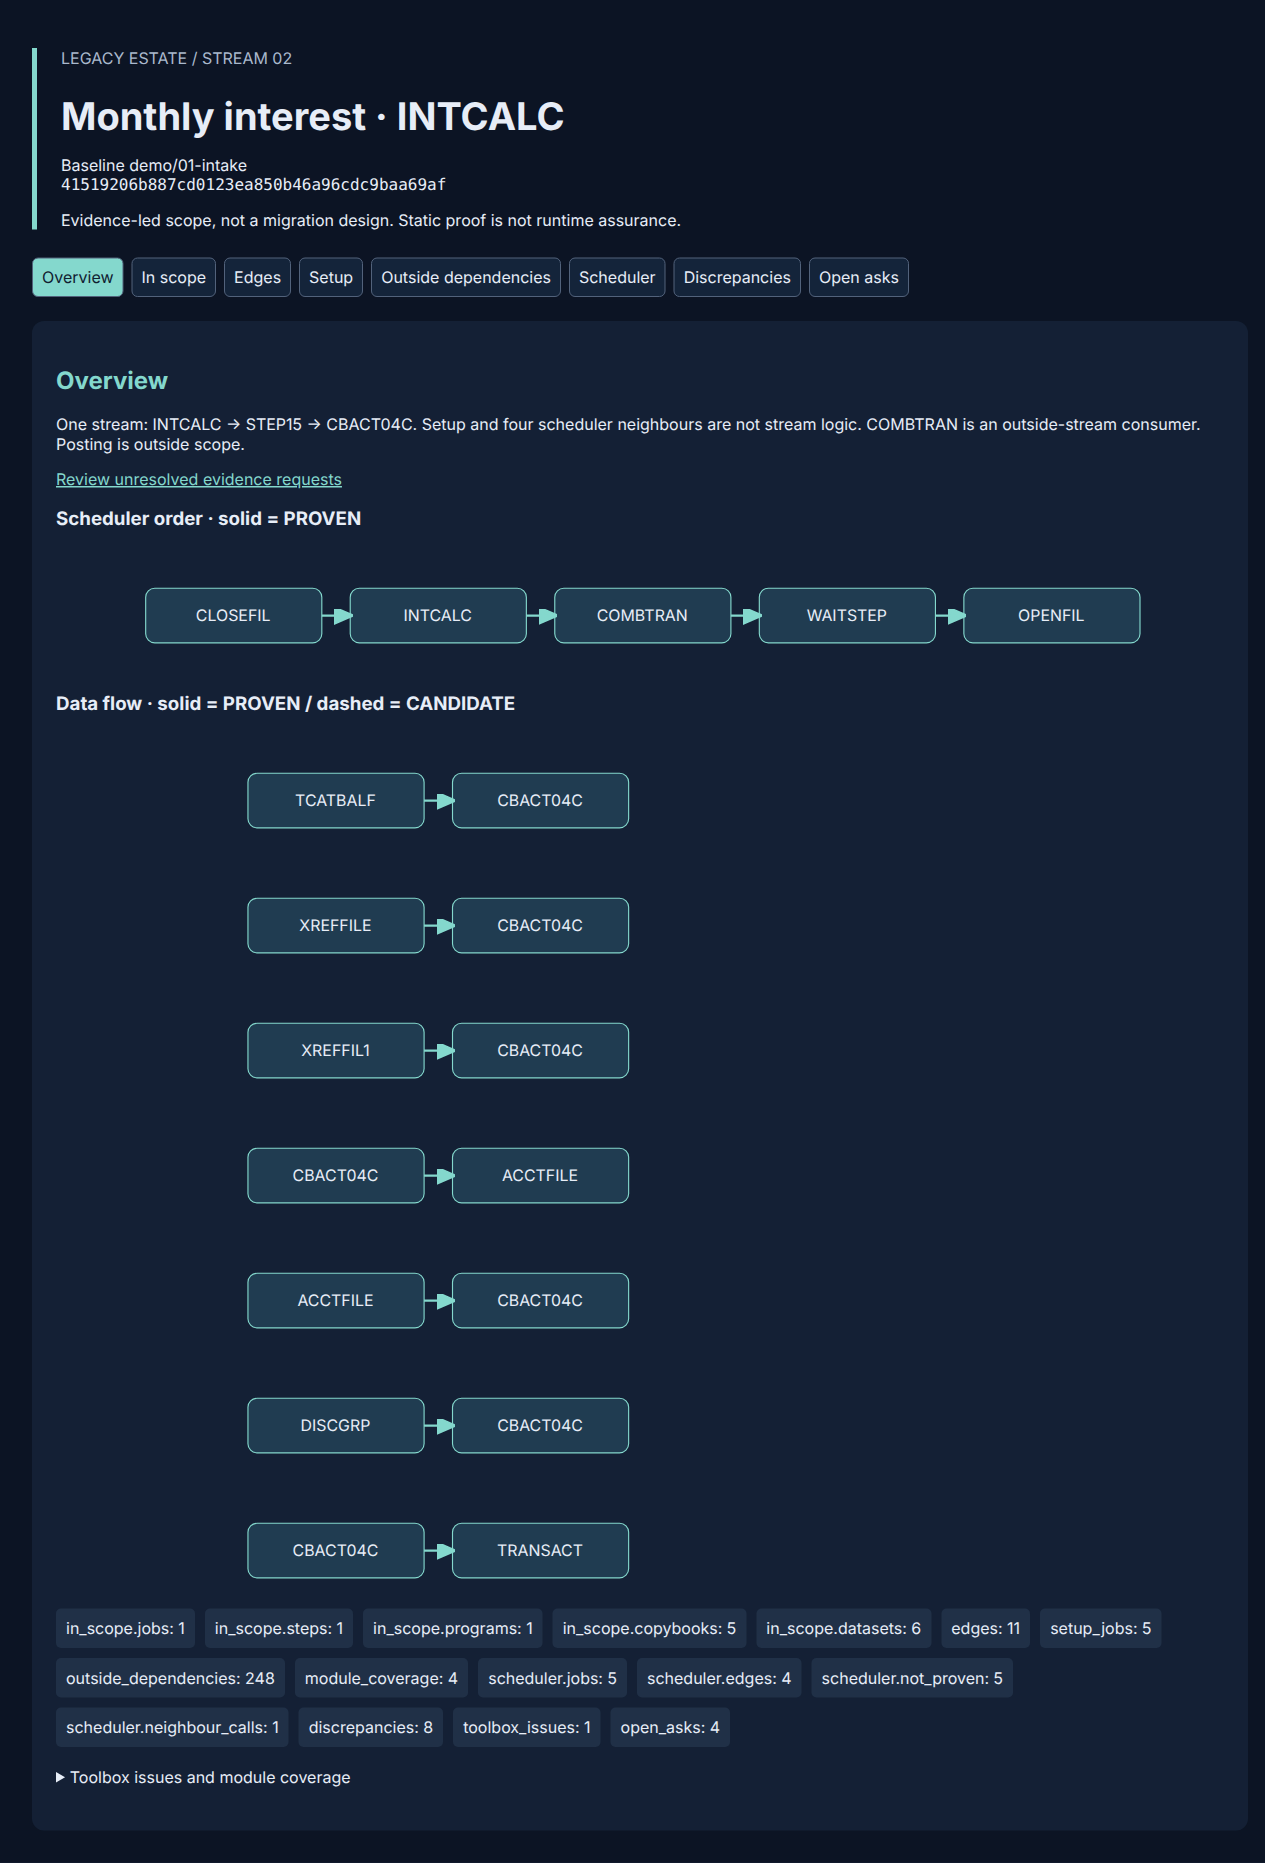 LEGACY ESTATE / STREAM 02
Monthly interest · INTCALC
Baseline demo/01-intake
41519206b887cd0123ea850b46a96cdc9baa69af
Evidence-led scope, not a migration design. Static proof is not runtime assurance.
Overview In scope Edges Setup Outside dependencies Scheduler Discrepancies Open asks
Overview
One stream: INTCALC → STEP15 → CBACT04C. Setup and four scheduler neighbours are not stream logic. COMBTRAN is an outside-stream consumer.
Posting is outside scope.
Review unresolved evidence requests
Scheduler order · solid = PROVEN
CLOSEFIL INTCALC COMBTRAN WAITSTEP OPENFIL
Data flow · solid = PROVEN / dashed = CANDIDATE
TCATBALF CBACT04C
XREFFILE CBACT04C
XREFFIL1 CBACT04C
CBACT04C ACCTFILE
ACCTFILE CBACT04C
DISCGRP CBACT04C
CBACT04C TRANSACT
in_scope.jobs: 1 in_scope.steps: 1 in_scope.programs: 1 in_scope.copybooks: 5 in_scope.datasets: 6 edges: 11 setup_jobs: 5
outside_dependencies: 248 module_coverage: 4 scheduler.jobs: 5 scheduler.edges: 4 scheduler.not_proven: 5
scheduler.neighbour_calls: 1 discrepancies: 8 toolbox_issues: 1 open_asks: 4
▶ Toolbox issues and module coverage